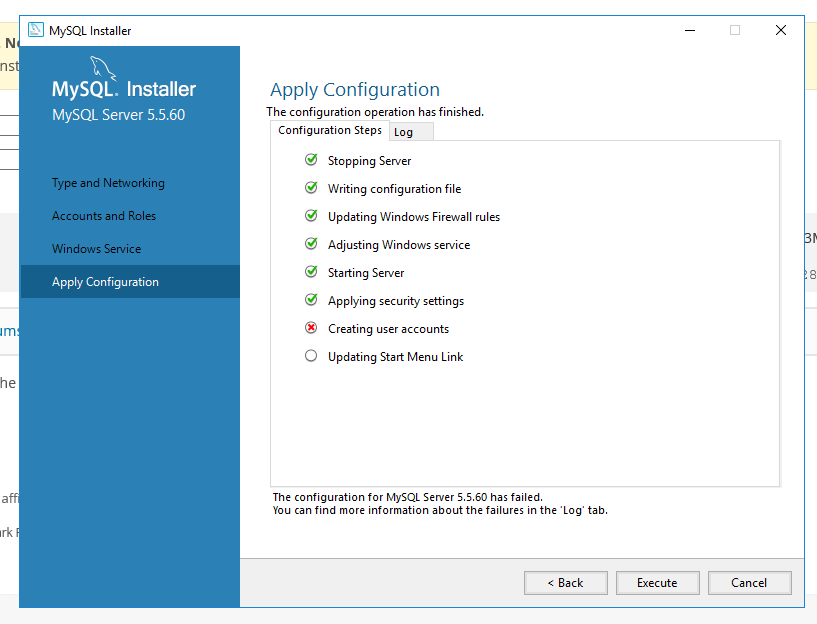 MySQL Installer
MySQL Installer
MySQL Server 5.5.60
Type and Networking
Accounts and Roles
Windows Service
Apply Configuration
Apply Configuration
The configuration operation has finished.
Configuration Steps
Log
Stopping Server
Writing configuration file
Updating Windows Firewall rules
Adjusting Windows service
Starting Server
Applying security settings
Creating user accounts
Updating Start Menu Link
The configuration for MySQL Server 5.5.60 has failed.
You can find more information about the failures in the 'Log' tab.
< Back
Execute
Cancel